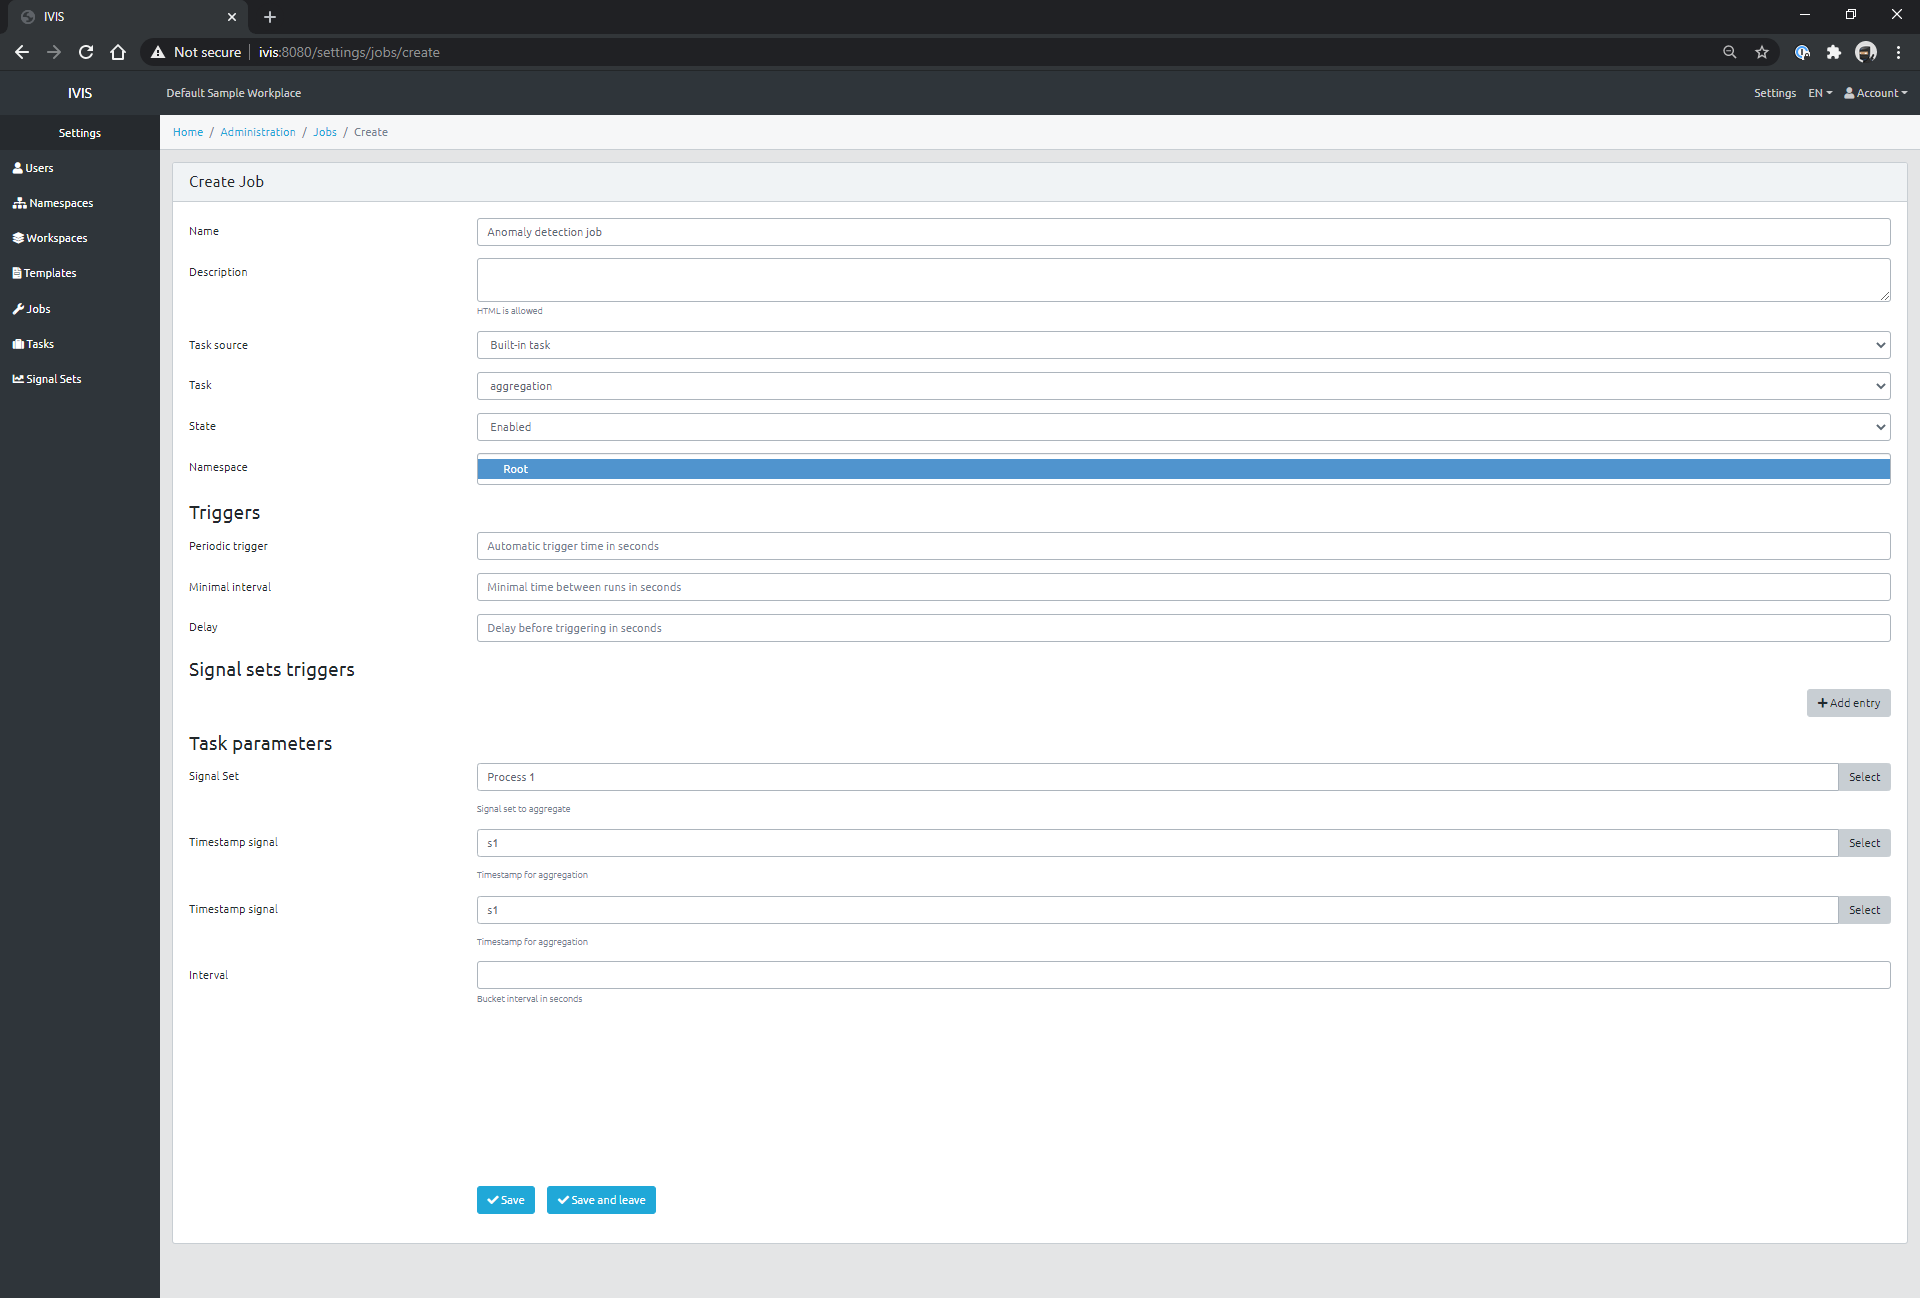 IVIS
Not secure
ivis:8080/settings/jobs/create
IVIS
Default Sample Workplace
Settings
EN
Account
Settings
Home / Administration / Jobs / Create
Users
Namespaces
Workspaces
Templates
Jobs
Tasks
Signal Sets
Create Job
Name
Anomaly detection job
Description
HTML is allowed
Task source
Built-in task
Task
aggregation
State
Enabled
Namespace
Root
Triggers
Periodic trigger
Automatic trigger time in seconds
Minimal interval
Minimal time between runs in seconds
Delay
Delay before triggering in seconds
Signal sets triggers
Add entry
Task parameters
Signal Set
Process 1
Select
Signal set to aggregate
Timestamp signal
s1
Select
Timestamp for aggregation
Timestamp signal
s1
Select
Timestamp for aggregation
Interval
Bucket interval in seconds
Save
Save and leave